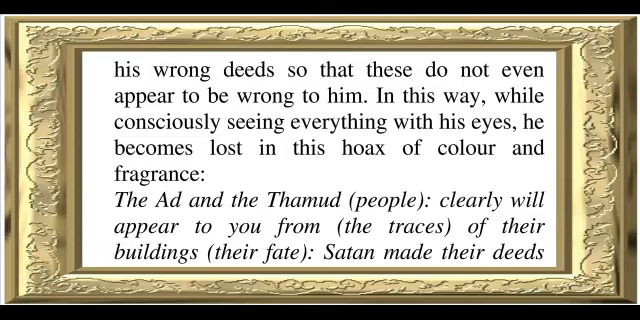 his wrong deeds so that these do not even
appear to be wrong to him. In this way, while
consciously seeing everything with his eyes, he
becomes lost in this hoax of colour and
fragrance:
The Ad and the Thamud (people): clearly will
appear to you from (the traces) of their
buildings (their fate): Satan made their deeds